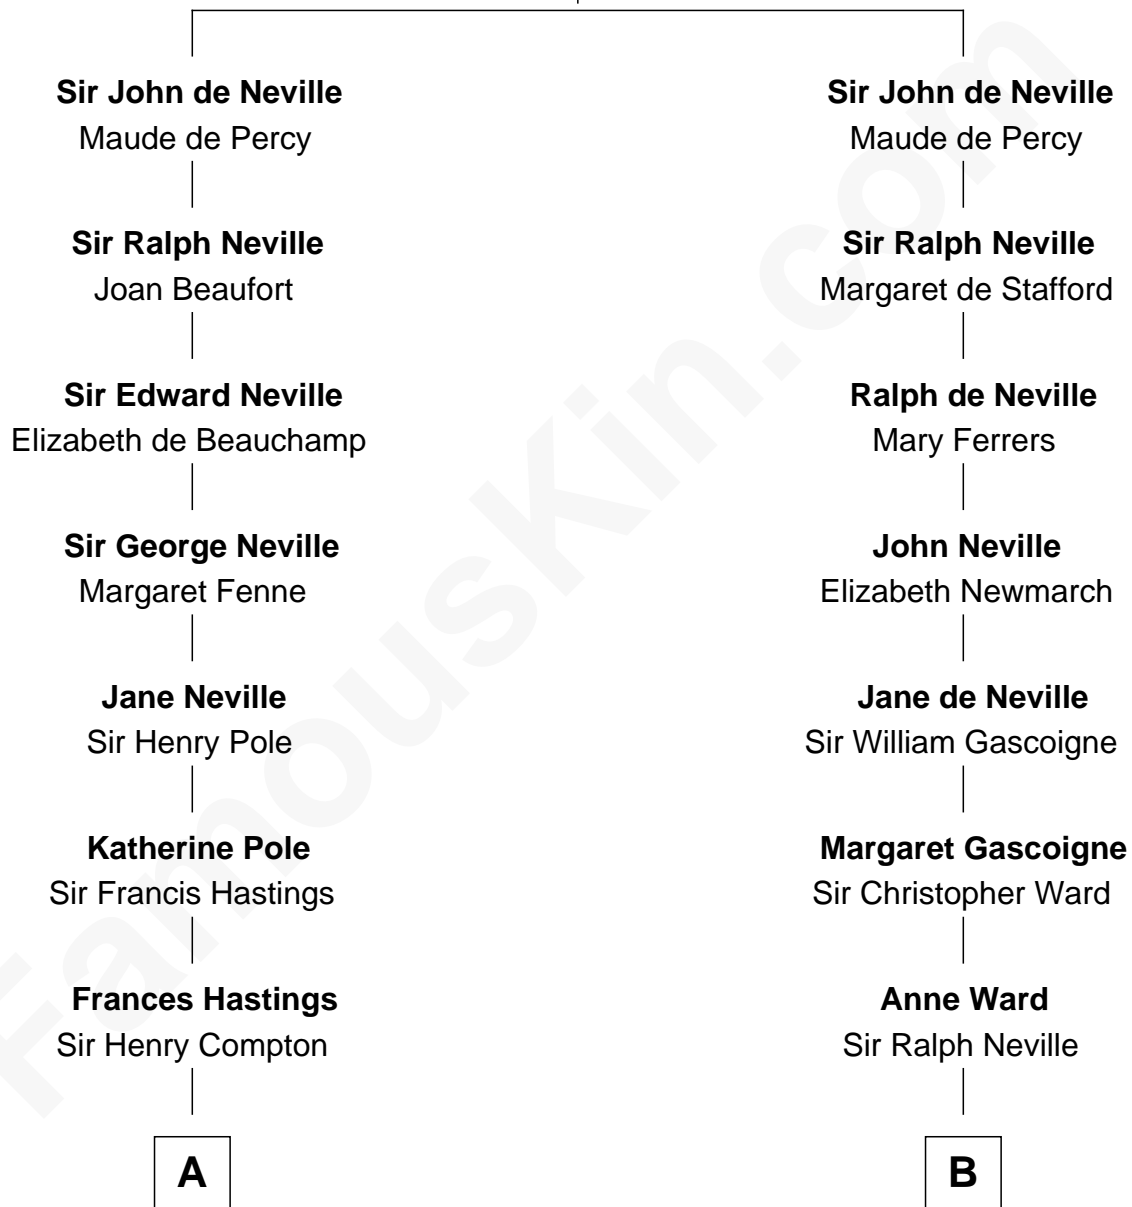 Sir John de Neville
Maude de Percy
Sir Ralph Neville
Joan Beaufort
Sir Edward Neville
Elizabeth de Beauchamp
Sir George Neville
Margaret Fenne
Jane Neville
Sir Henry Pole
Katherine Pole
Sir Francis Hastings
Frances Hastings
Sir Henry Compton
A
Sir John de Neville
Maude de Percy
Sir Ralph Neville
Margaret de Stafford
Ralph de Neville
Mary Ferrers
John Neville
Elizabeth Newmarch
Jane de Neville
Sir William Gascoigne
Margaret Gascoigne
Sir Christopher Ward
Anne Ward
Sir Ralph Neville
B
FamousKin.com